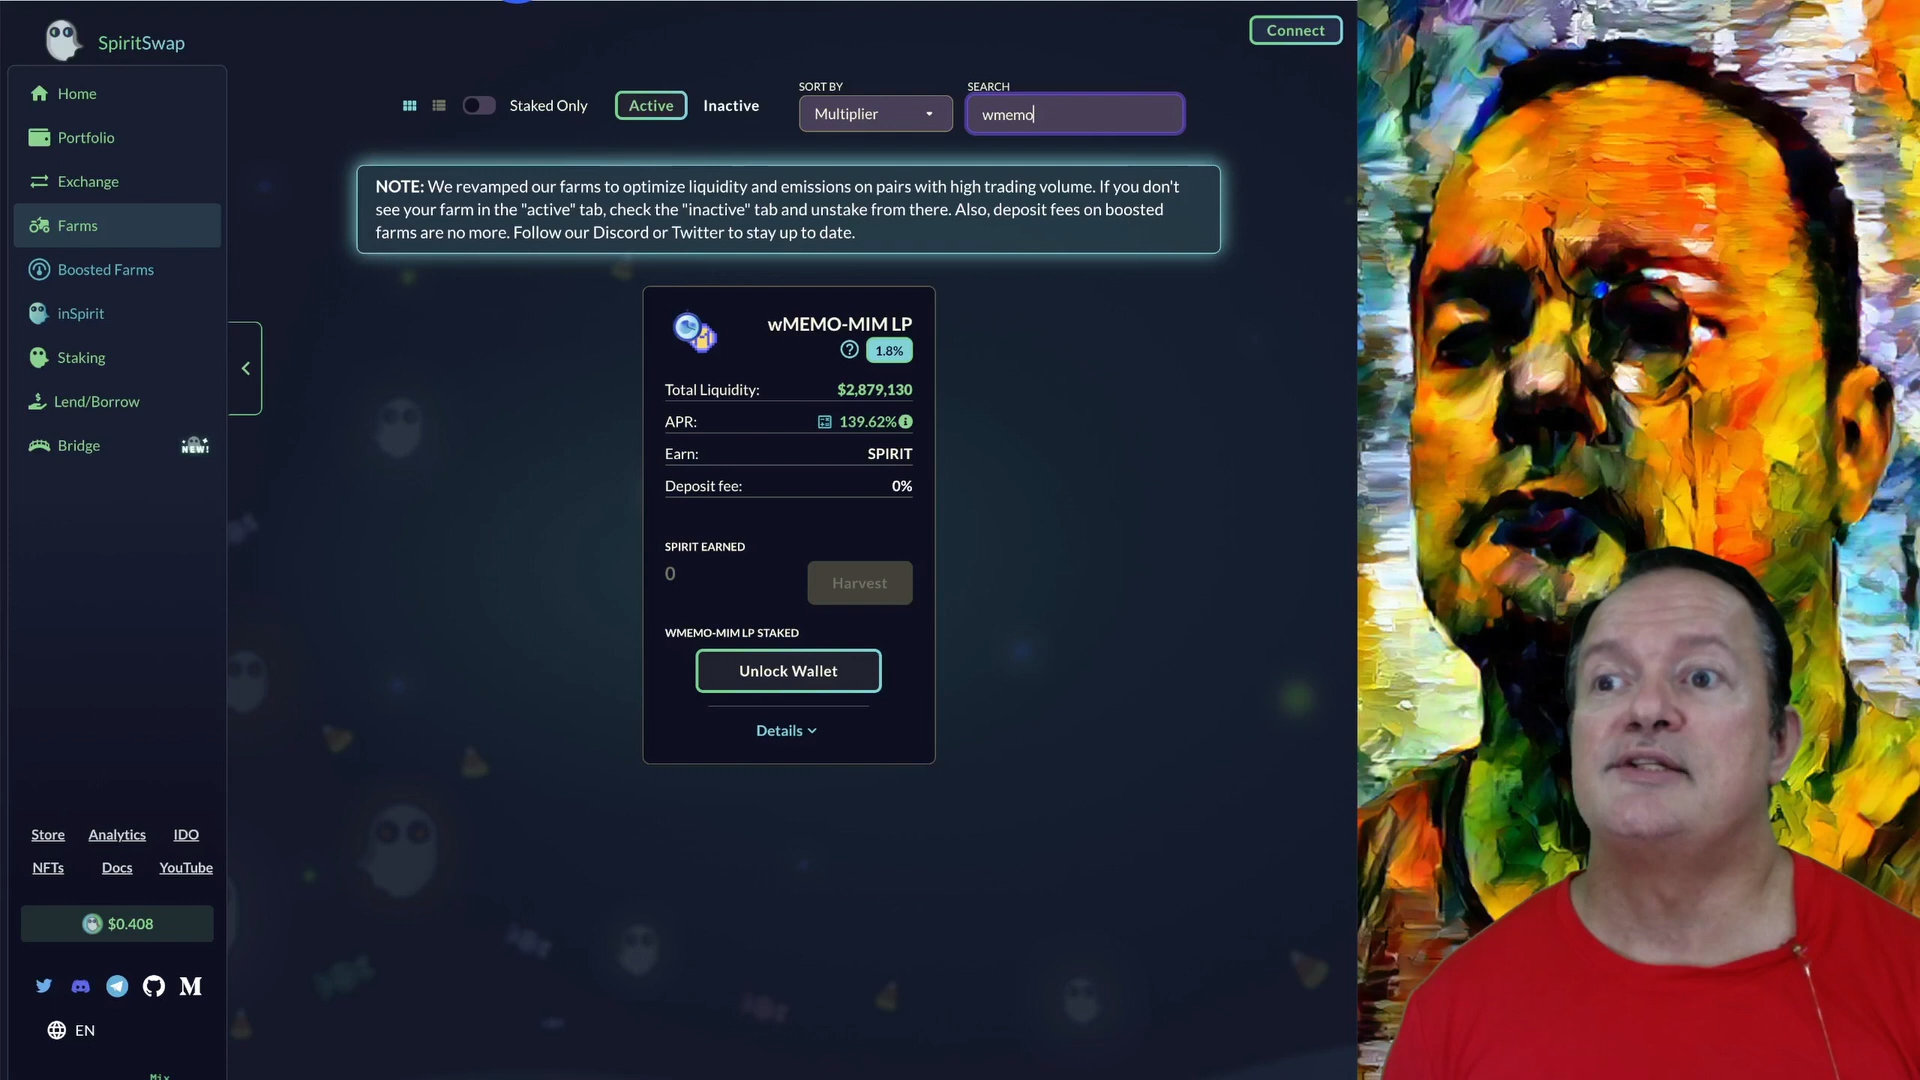 SpiritSwap
Connect
Home
Portfolio
Exchange
Farms
Boosted Farms
inSpirit
Staking
Lend/Borrow
Bridge
NEW!
Staked Only
Active
Inactive
SORT BY
Multiplier
SEARCH
wmemo
NOTE: We revamped our farms to optimize liquidity and emissions on pairs with high trading volume. If you don't
see your farm in the "active" tab, check the "inactive" tab and unstake from there. Also, deposit fees on boosted
farms are no more. Follow our Discord or Twitter to stay up to date.
wMEMO-MIM LP
1.8%
Total Liquidity: $2,879,130
APR: 139.62%
Earn: SPIRIT
Deposit fee: 0%
SPIRIT EARNED
0
Harvest
WMEMO-MIM LP STAKED
Unlock Wallet
Details
Store Analytics IDO
NFTs Docs YouTube
$0.408
EN
Mix